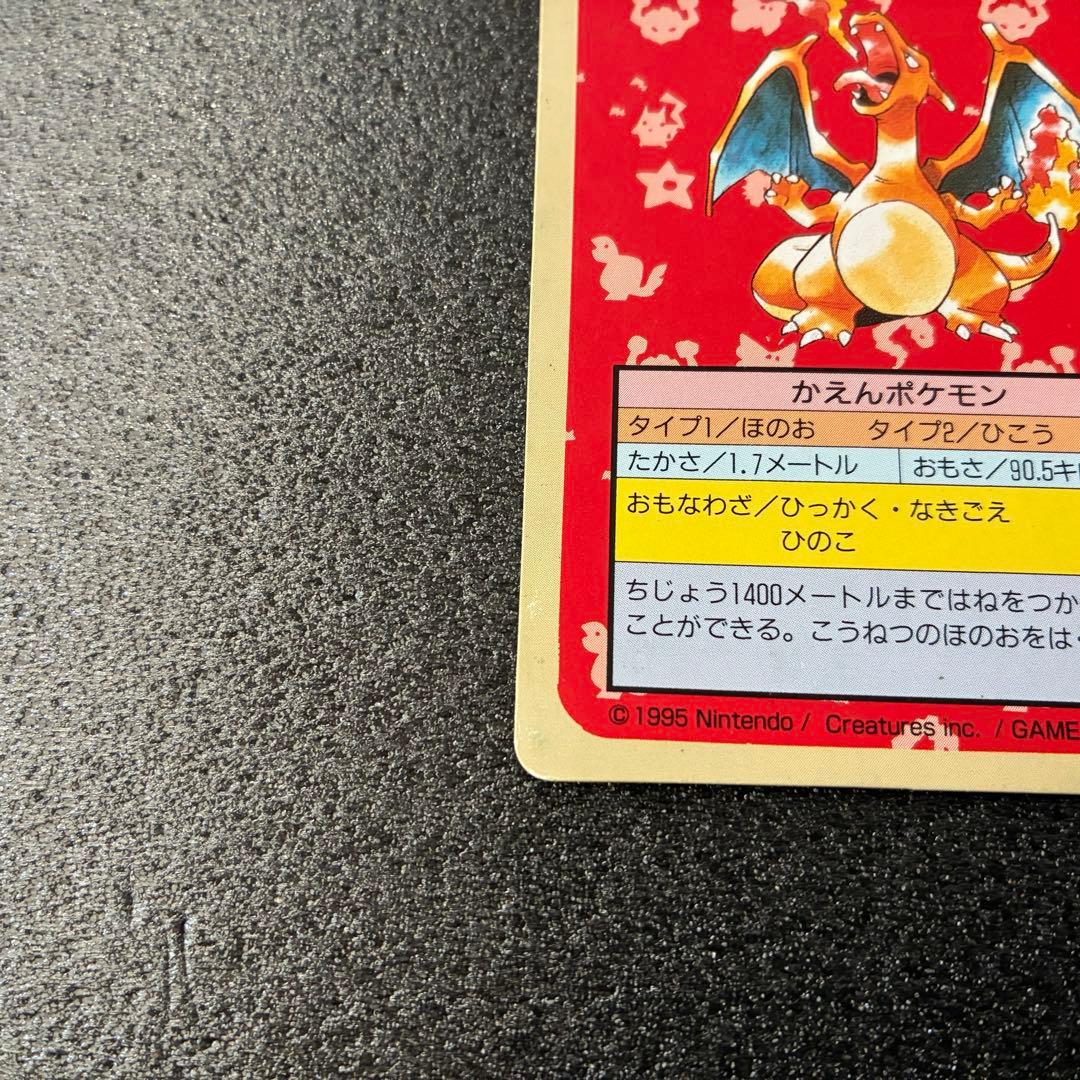 かえんポケモン
タイプ1/ほのお タイプ2/ひこう
たかさ/1.7メートル おもさ/90.5キ
おもなわざ/ひっかく・なきごえ
ひのこ
ちじょう1400メートルまではねをつか
ことができる。こうねつのほのおをは
©1995 Nintendo / Creatures inc. / GAME